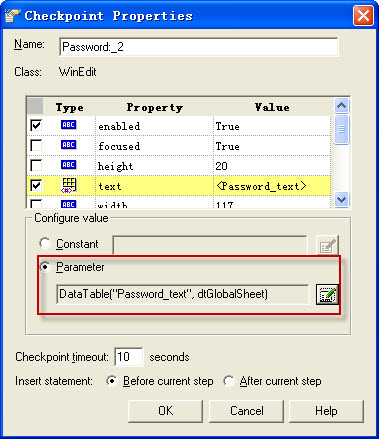 Checkpoint Properties
Name: Password:_2
Class: WinEdit
Type Property Value
ABC enabled True
ABC focused True
ABC height 20
text <Password_text>
ABC width 117
Configure value
Constant
Parameter
DataTable("Password_text", dtGlobalSheet)
Checkpoint timeout: 10 seconds
Insert statement: Before current step After current step
OK Cancel Help